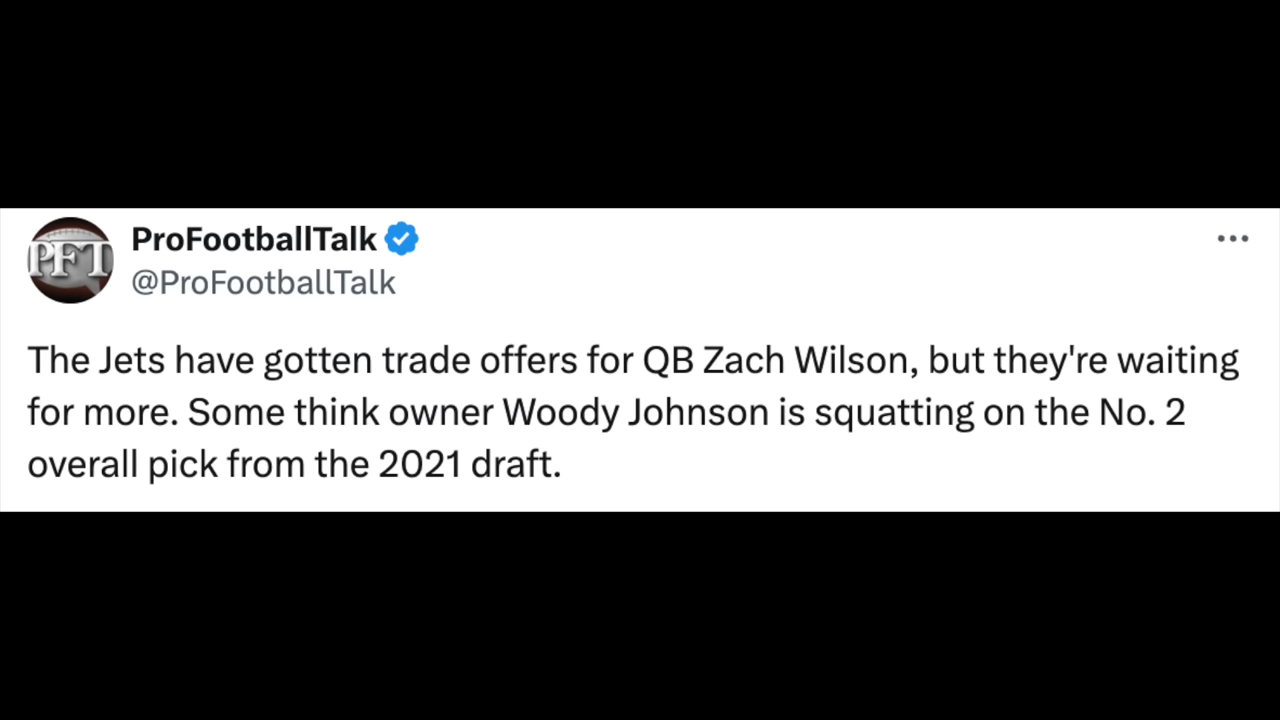 PFT
ProFootballTalk
@ProFootballTalk
The Jets have gotten trade offers for QB Zach Wilson, but they're waiting
for more. Some think owner Woody Johnson is squatting on the No. 2
overall pick from the 2021 draft.